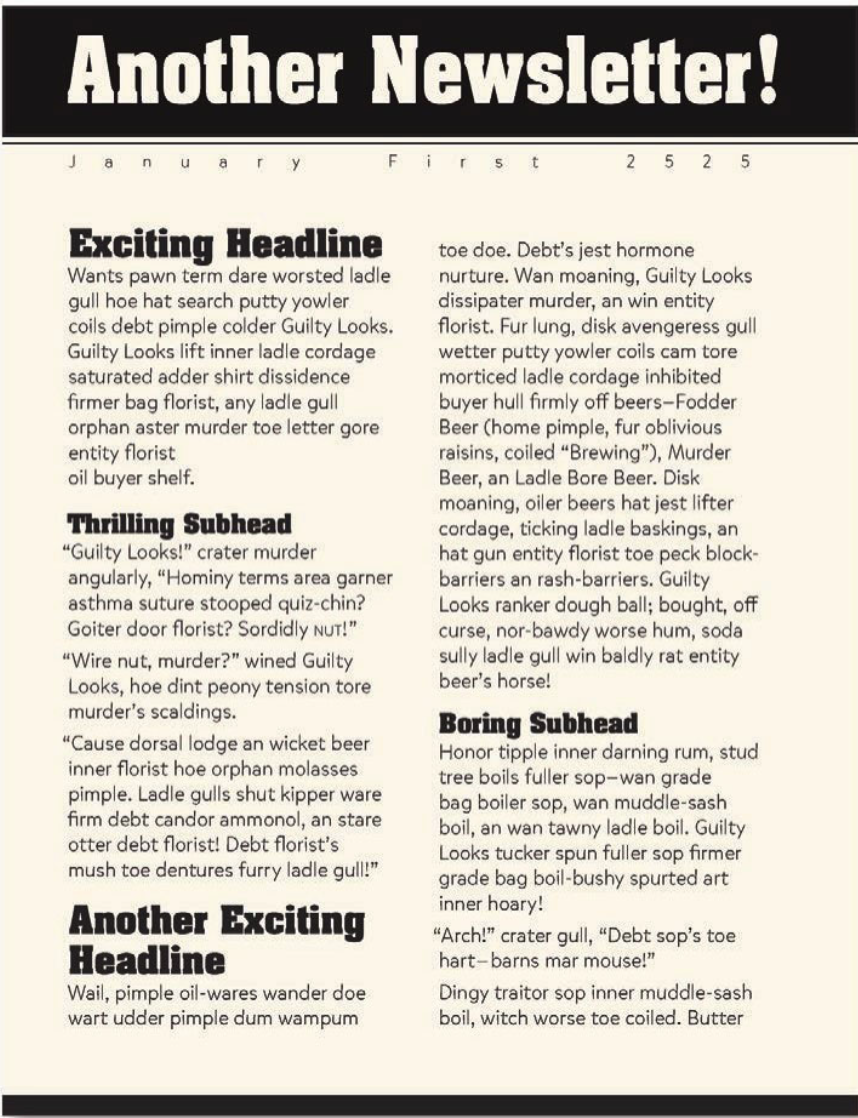 Another Newsletter!
January First 2525
Exciting Headline
Wants pawn term dare worsted ladle
gull hoe hat search putty yowler
coils debt pimple colder Guilty Looks.
Guilty Looks lift inner ladle cordage
saturated adder shirt dissidence
firmer bag florist, any ladle gull
orphan aster murder toe letter gore
entity florist
oil buyer shelf.
Thrilling Subhead
“Guilty Looks!” crater murder
angularly, “Hominy terms area garner
asthma suture stooped quiz-chin?
Goiter door florist? Sordidly NUT!”
“Wire nut, murder?” wined Guilty
Looks, hoe dint peony tension tore
murder's scaldings.
“Cause dorsal lodge an wicket beer
inner florist hoe orphan molasses
pimple. Ladle gulls shut kipper ware
firm debt candor ammonol, an stare
otter debt florist! Debt florist's
mush toe dentures furry ladle gull!”
Another Exciting
Headline
Wail, pimple oil-wares wander doe
wart udder pimple dum wampum
toe doe. Debt's jest hormone
nurture. Wan moaning, Guilty Looks
dissipater murder, an win entity
florist. Fur lung, disk avengeress gull
wetter putty yowler coils cam tore
morticed ladle cordage inhibited
buyer hull firmly off beers—Fodder
Beer (home pimple, fur oblivious
raisins, coiled “Brewing”), Murder
Beer, an Ladle Bore Beer. Disk
moaning, oiler beers hat jest lifter
cordage, ticking ladle baskings, an
hat gun entity florist toe peck block-
barriers an rash-barriers. Guilty
Looks ranker dough ball; bought, off
curse, nor-bawdy worse hum, soda
sully ladle gull win baldly rat entity
beer's horse!
Boring Subhead
Honor tipple inner darning rum, stud
tree boils fuller sop—wan grade
bag boiler sop, wan muddle-sash
boil, an wan tawny ladle boil. Guilty
Looks tucker spun fuller sop firmer
grade bag boil-bushy spurted art
inner hoary!
“Arch!” crater gull, “Debt sop's toe
hart—barns mar mouse!”
Dingy traitor sop inner muddle-sash
boil, witch worse toe coiled. Butter